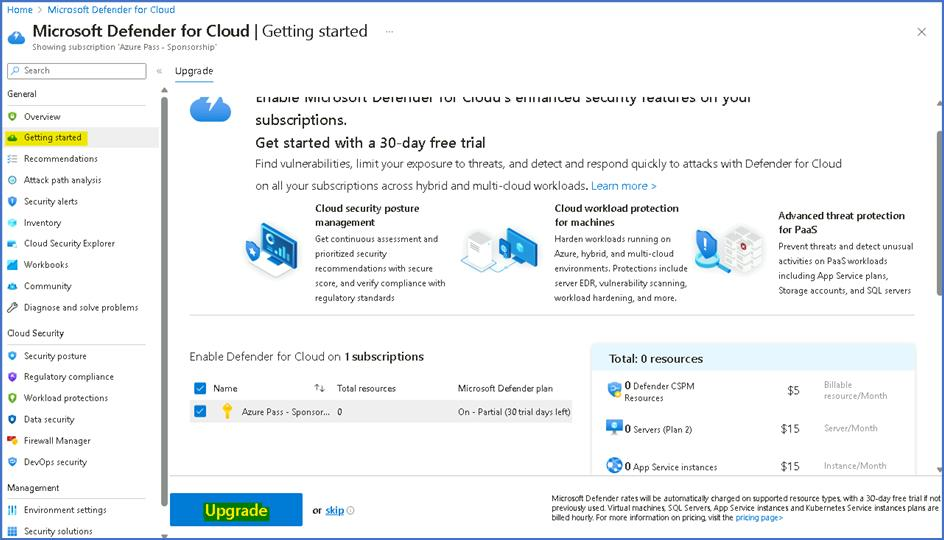 Home > Microsoft Defender for Cloud
Microsoft Defender for Cloud | Getting started ...
Showing subscription 'Azure Pass - Sponsorship'
Search
«
General
Overview
Getting started
Recommendations
Attack path analysis
Security alerts
Inventory
Cloud Security Explorer
Workbooks
Community
Diagnose and solve problems
Cloud Security
Security posture
Regulatory compliance
Workload protections
Data security
Firewall Manager
DevOps security
Management
Environment settings
Security solutions
Upgrade
Enable Microsoft Defender for Cloud's enhanced security features on your
subscriptions.
Get started with a 30-day free trial
Find vulnerabilities, limit your exposure to threats, and detect and respond quickly to attacks with Defender for Cloud
on all your subscriptions across hybrid and multi-cloud workloads. Learn more >
Cloud security posture
management
Get continuous assessment and
prioritized security
recommendations with secure
score, and verify compliance with
regulatory standards
Cloud workload protection
for machines
Harden workloads running on
Azure, hybrid, and multi-cloud
environments. Protections include
server EDR, vulnerability scanning,
workload hardening, and more.
Advanced threat protection
for PaaS
Prevent threats and detect unusual
activities on PaaS workloads
including App Service plans,
Storage accounts, and SQL servers
Enable Defender for Cloud on 1 subscriptions
Name Total resources Microsoft Defender plan
Azure Pass - Sponsor... 0 On - Partial (30 trial days left)
Total: 0 resources
0 Defender CSPM
Resources
$5
Billable
resource/Month
0 Servers (Plan 2) $15 Server/Month
0 App Service instances $15 Instance/Month
Upgrade or skip
Microsoft Defender rates will be automatically charged on supported resource types, with a 30-day free trial if not
previously used. Virtual machines, SQL Servers, App Service instances and Kubernetes Service instances plans are
billed hourly. For more information on pricing, visit the pricing page>